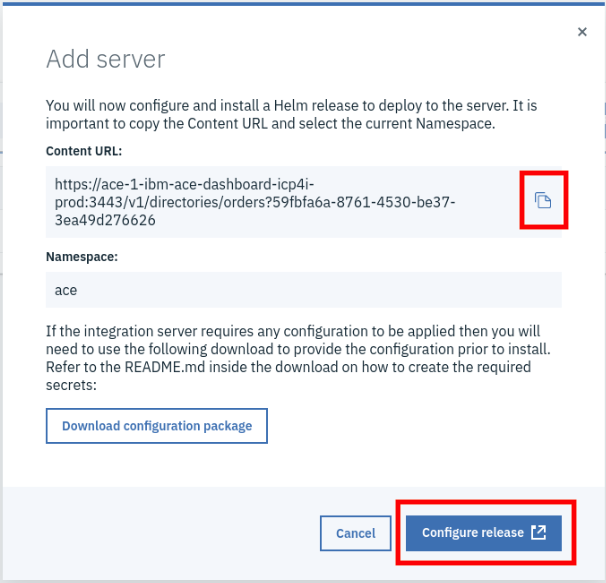 Add server
You will now configure and install a Helm release to deploy to the server. It is
important to copy the Content URL and select the current Namespace.
Content URL:
https://ace-1-ibm-ace-dashboard-icp4i-
prod:3443/v1/directories/orders?59fbfa6a-8761-4530-be37-
3ea49d276626
Namespace:
ace
If the integration server requires any configuration to be applied then you will
need to use the following download to provide the configuration prior to install.
Refer to the README.md inside the download on how to create the required
secrets:
Download configuration package
Cancel
Configure release